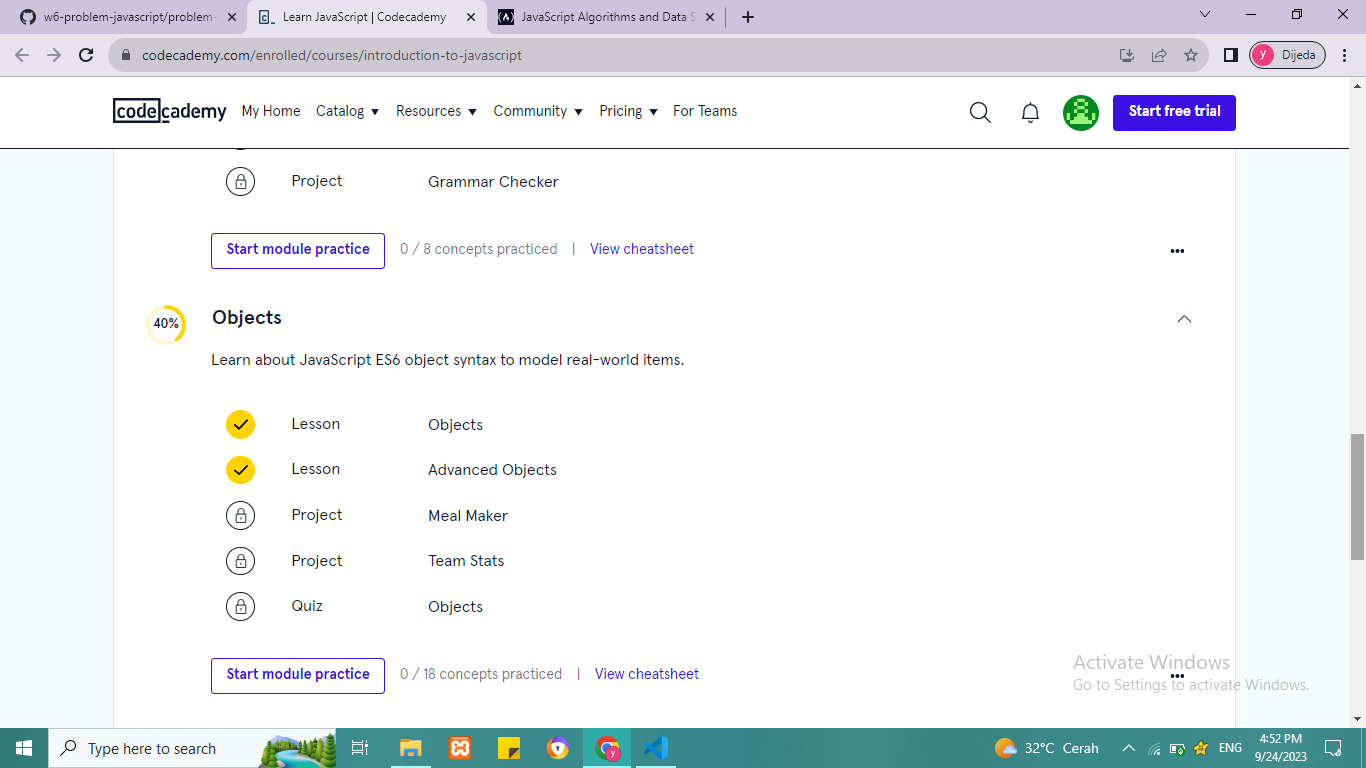 w6-problem-javascript/problem-
Learn JavaScript | Codecademy
JavaScript Algorithms and Data S
codecademy.com/enrolled/courses/introduction-to-javascript
y
Dijeda
codecademy
My Home
Catalog
Resources
Community
Pricing
For Teams
Start free trial
Project
Grammar Checker
Start module practice
0 / 8 concepts practiced
|
View cheatsheet
40%
Objects
Learn about JavaScript ES6 object syntax to model real-world items.
Lesson
Objects
Lesson
Advanced Objects
Project
Meal Maker
Project
Team Stats
Quiz
Objects
Start module practice
0 / 18 concepts practiced
|
View cheatsheet
Activate Windows
Go to Settings to activate Windows.
Type here to search
32°C Cerah
ENG
4:52 PM
9/24/2023